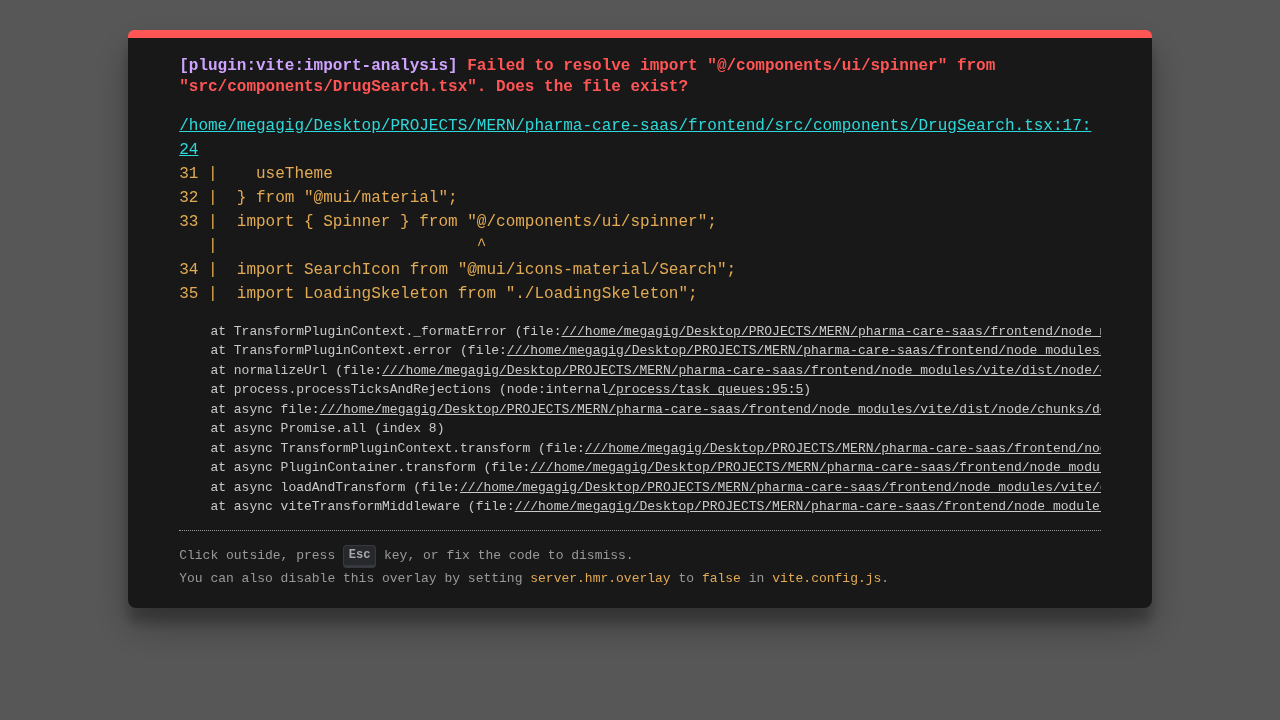 [plugin:vite:import-analysis] Failed to resolve import "@/components/ui/spinner" from
"src/components/DrugSearch.tsx". Does the file exist?
/home/megagig/Desktop/PROJECTS/MERN/pharma-care-saas/frontend/src/components/DrugSearch.tsx:17:
24
31 |    useTheme
32 |  } from "@mui/material";
33 |  import { Spinner } from "@/components/ui/spinner";
   |                           ^
34 |  import SearchIcon from "@mui/icons-material/Search";
35 |  import LoadingSkeleton from "./LoadingSkeleton";
    at TransformPluginContext._formatError (file:///home/megagig/Desktop/PROJECTS/MERN/pharma-care-saas/frontend/node_
    at TransformPluginContext.error (file:///home/megagig/Desktop/PROJECTS/MERN/pharma-care-saas/frontend/node_modules
    at normalizeUrl (file:///home/megagig/Desktop/PROJECTS/MERN/pharma-care-saas/frontend/node_modules/vite/dist/node/
    at process.processTicksAndRejections (node:internal/process/task_queues:95:5)
    at async file:///home/megagig/Desktop/PROJECTS/MERN/pharma-care-saas/frontend/node_modules/vite/dist/node/chunks/
    at async Promise.all (index 8)
    at async TransformPluginContext.transform (file:///home/megagig/Desktop/PROJECTS/MERN/pharma-care-saas/frontend/
    at async PluginContainer.transform (file:///home/megagig/Desktop/PROJECTS/MERN/pharma-care-saas/frontend/node_modu
    at async loadAndTransform (file:///home/megagig/Desktop/PROJECTS/MERN/pharma-care-saas/frontend/node_modules/vite/
    at async viteTransformMiddleware (file:///home/megagig/Desktop/PROJECTS/MERN/pharma-care-saas/frontend/node_module
Click outside, press Esc key, or fix the code to dismiss.
You can also disable this overlay by setting server.hmr.overlay to false in vite.config.js.